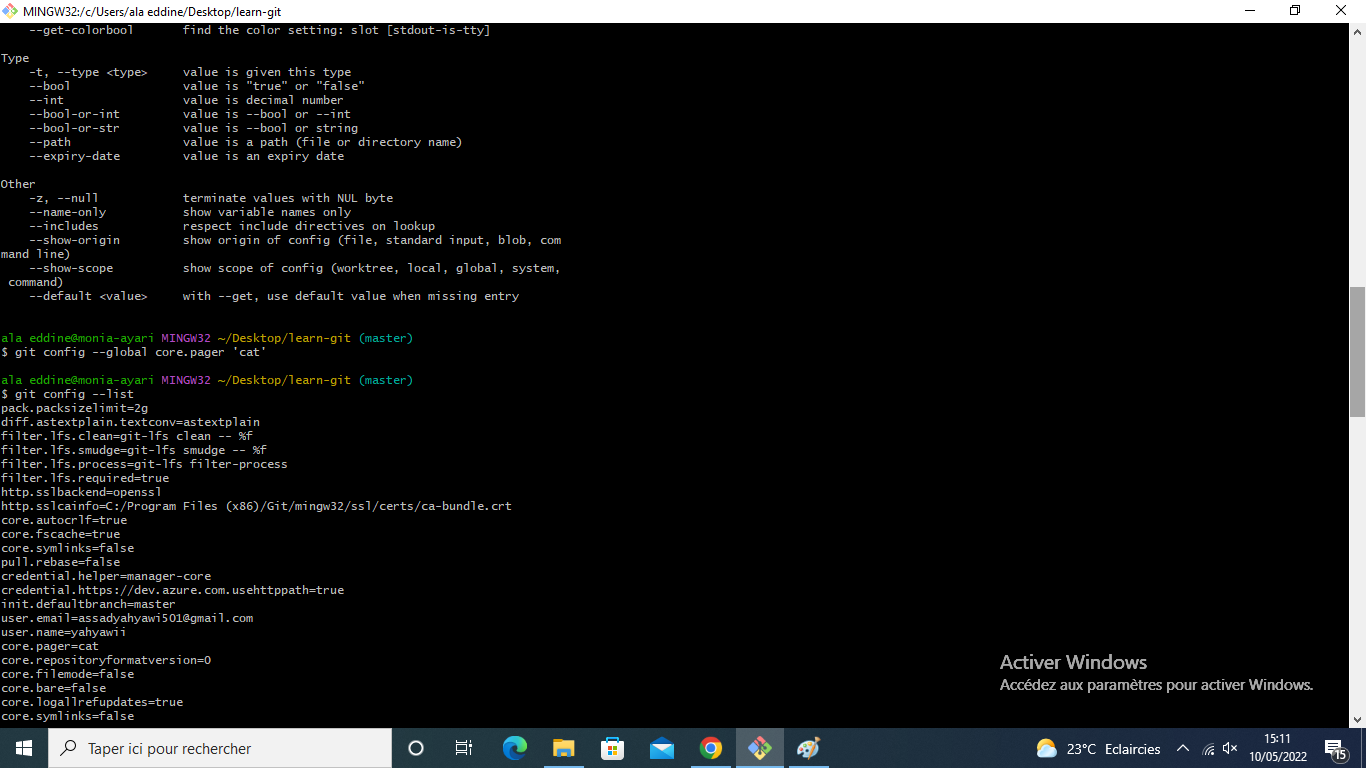 MINGW32:/c/Users/ala eddine/Desktop/learn-git
--get-colorbool find the color setting: slot [stdout-is-tty]
Type
-t, --type <type> value is given this type
--bool value is "true" or "false"
--int value is decimal number
--bool-or-int value is --bool or --int
--bool-or-str value is --bool or string
--path value is a path (file or directory name)
--expiry-date value is an expiry date
Other
-z, --null terminate values with NUL byte
--name-only show variable names only
--includes respect include directives on lookup
--show-origin show origin of config (file, standard input, blob, com
mand line)
--show-scope show scope of config (worktree, local, global, system,
command)
--default <value> with --get, use default value when missing entry
ala eddine@monia-ayari MINGW32 ~/Desktop/learn-git (master)
$ git config --global core.pager 'cat'
ala eddine@monia-ayari MINGW32 ~/Desktop/learn-git (master)
$ git config --list
pack.packsizelimit=2g
diff.astextplain.textconv=astextplain
filter.lfs.clean=git-lfs clean -- %f
filter.lfs.smudge=git-lfs smudge -- %f
filter.lfs.process=git-lfs filter-process
filter.lfs.required=true
http.sslbackend=openssl
http.sslcainfo=C:/Program Files (x86)/Git/mingw32/ssl/certs/ca-bundle.crt
core.autocrlf=true
core.fscache=true
core.symlinks=false
pull.rebase=false
credential.helper=manager-core
credential.https://dev.azure.com.usehttppath=true
init.defaultbranch=master
user.email=assadyahyawi501@gmail.com
user.name=yahyawii
core.pager=cat
core.repositoryformatversion=0
core.filemode=false
core.bare=false
core.logallrefupdates=true
core.symlinks=false
Activer Windows
Accédez aux paramètres pour activer Windows.
Taper ici pour rechercher
23°C Eclaircies
15:11
10/05/2022
15